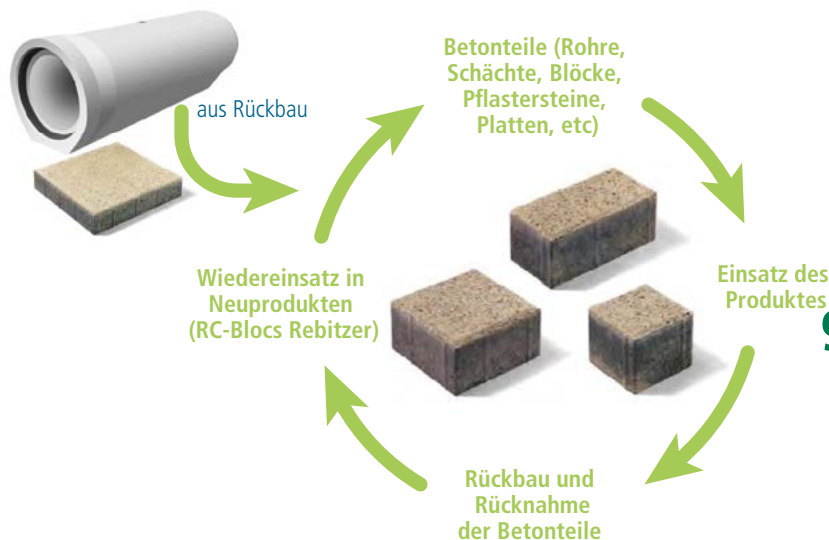 Betonteile (Rohre,
Schächte, Blöcke,
Pflastersteine,
Platten, etc)
aus Rückbau
Wiedereinsatz in
Neuprodukten
(RC-Blocs Rebitzer)
Einsatz des
Produktes
Rückbau und
Rücknahme
der Betonteile